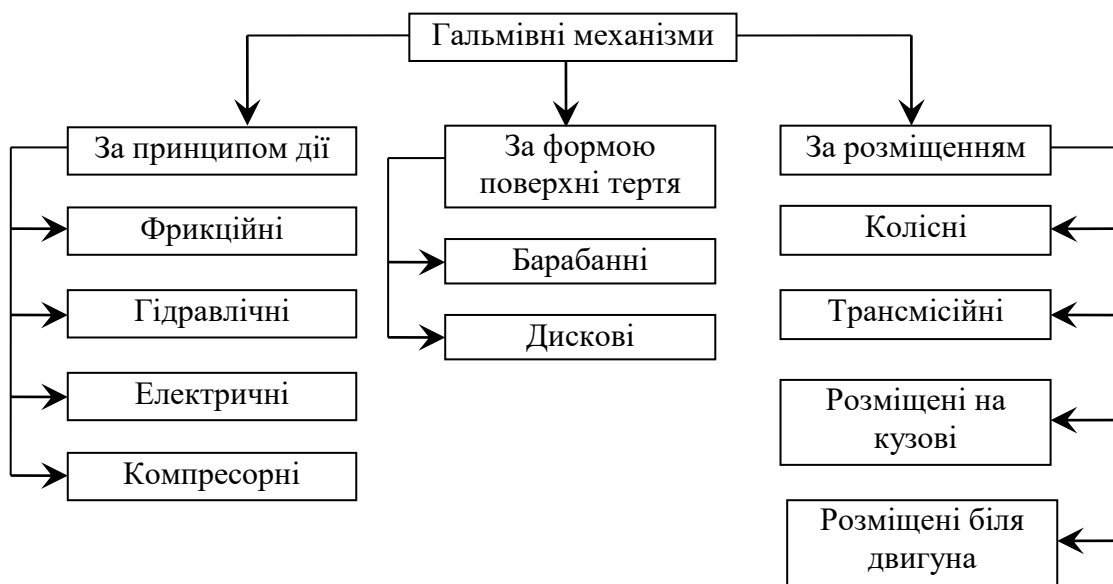 Гальмівні механізми
За принципом дії
Фрикційні
Гідравлічні
Електричні
Компресорні
За формою
поверхні тертя
Барабанні
Дискові
За розміщенням
Колісні
Трансмісійні
Розміщені на
кузові
Розміщені біля
двигуна